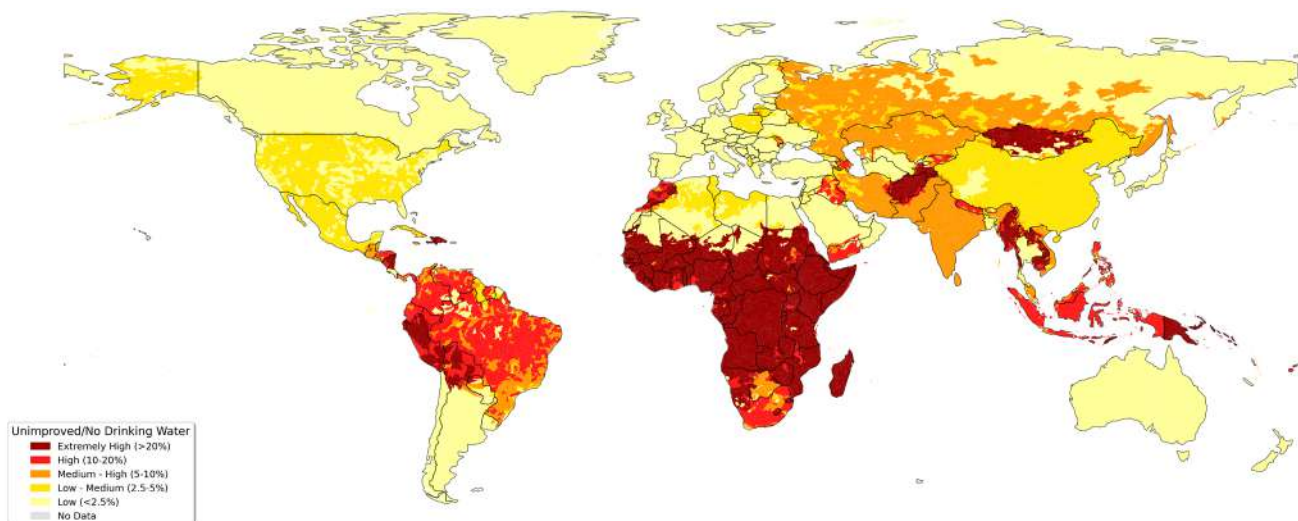 Unimproved/No Drinking Water
Extremely High (>20%)
High (10-20%)
Medium - High (5-10%)
Low - Medium (2.5-5%)
Low (<2.5%)
No Data